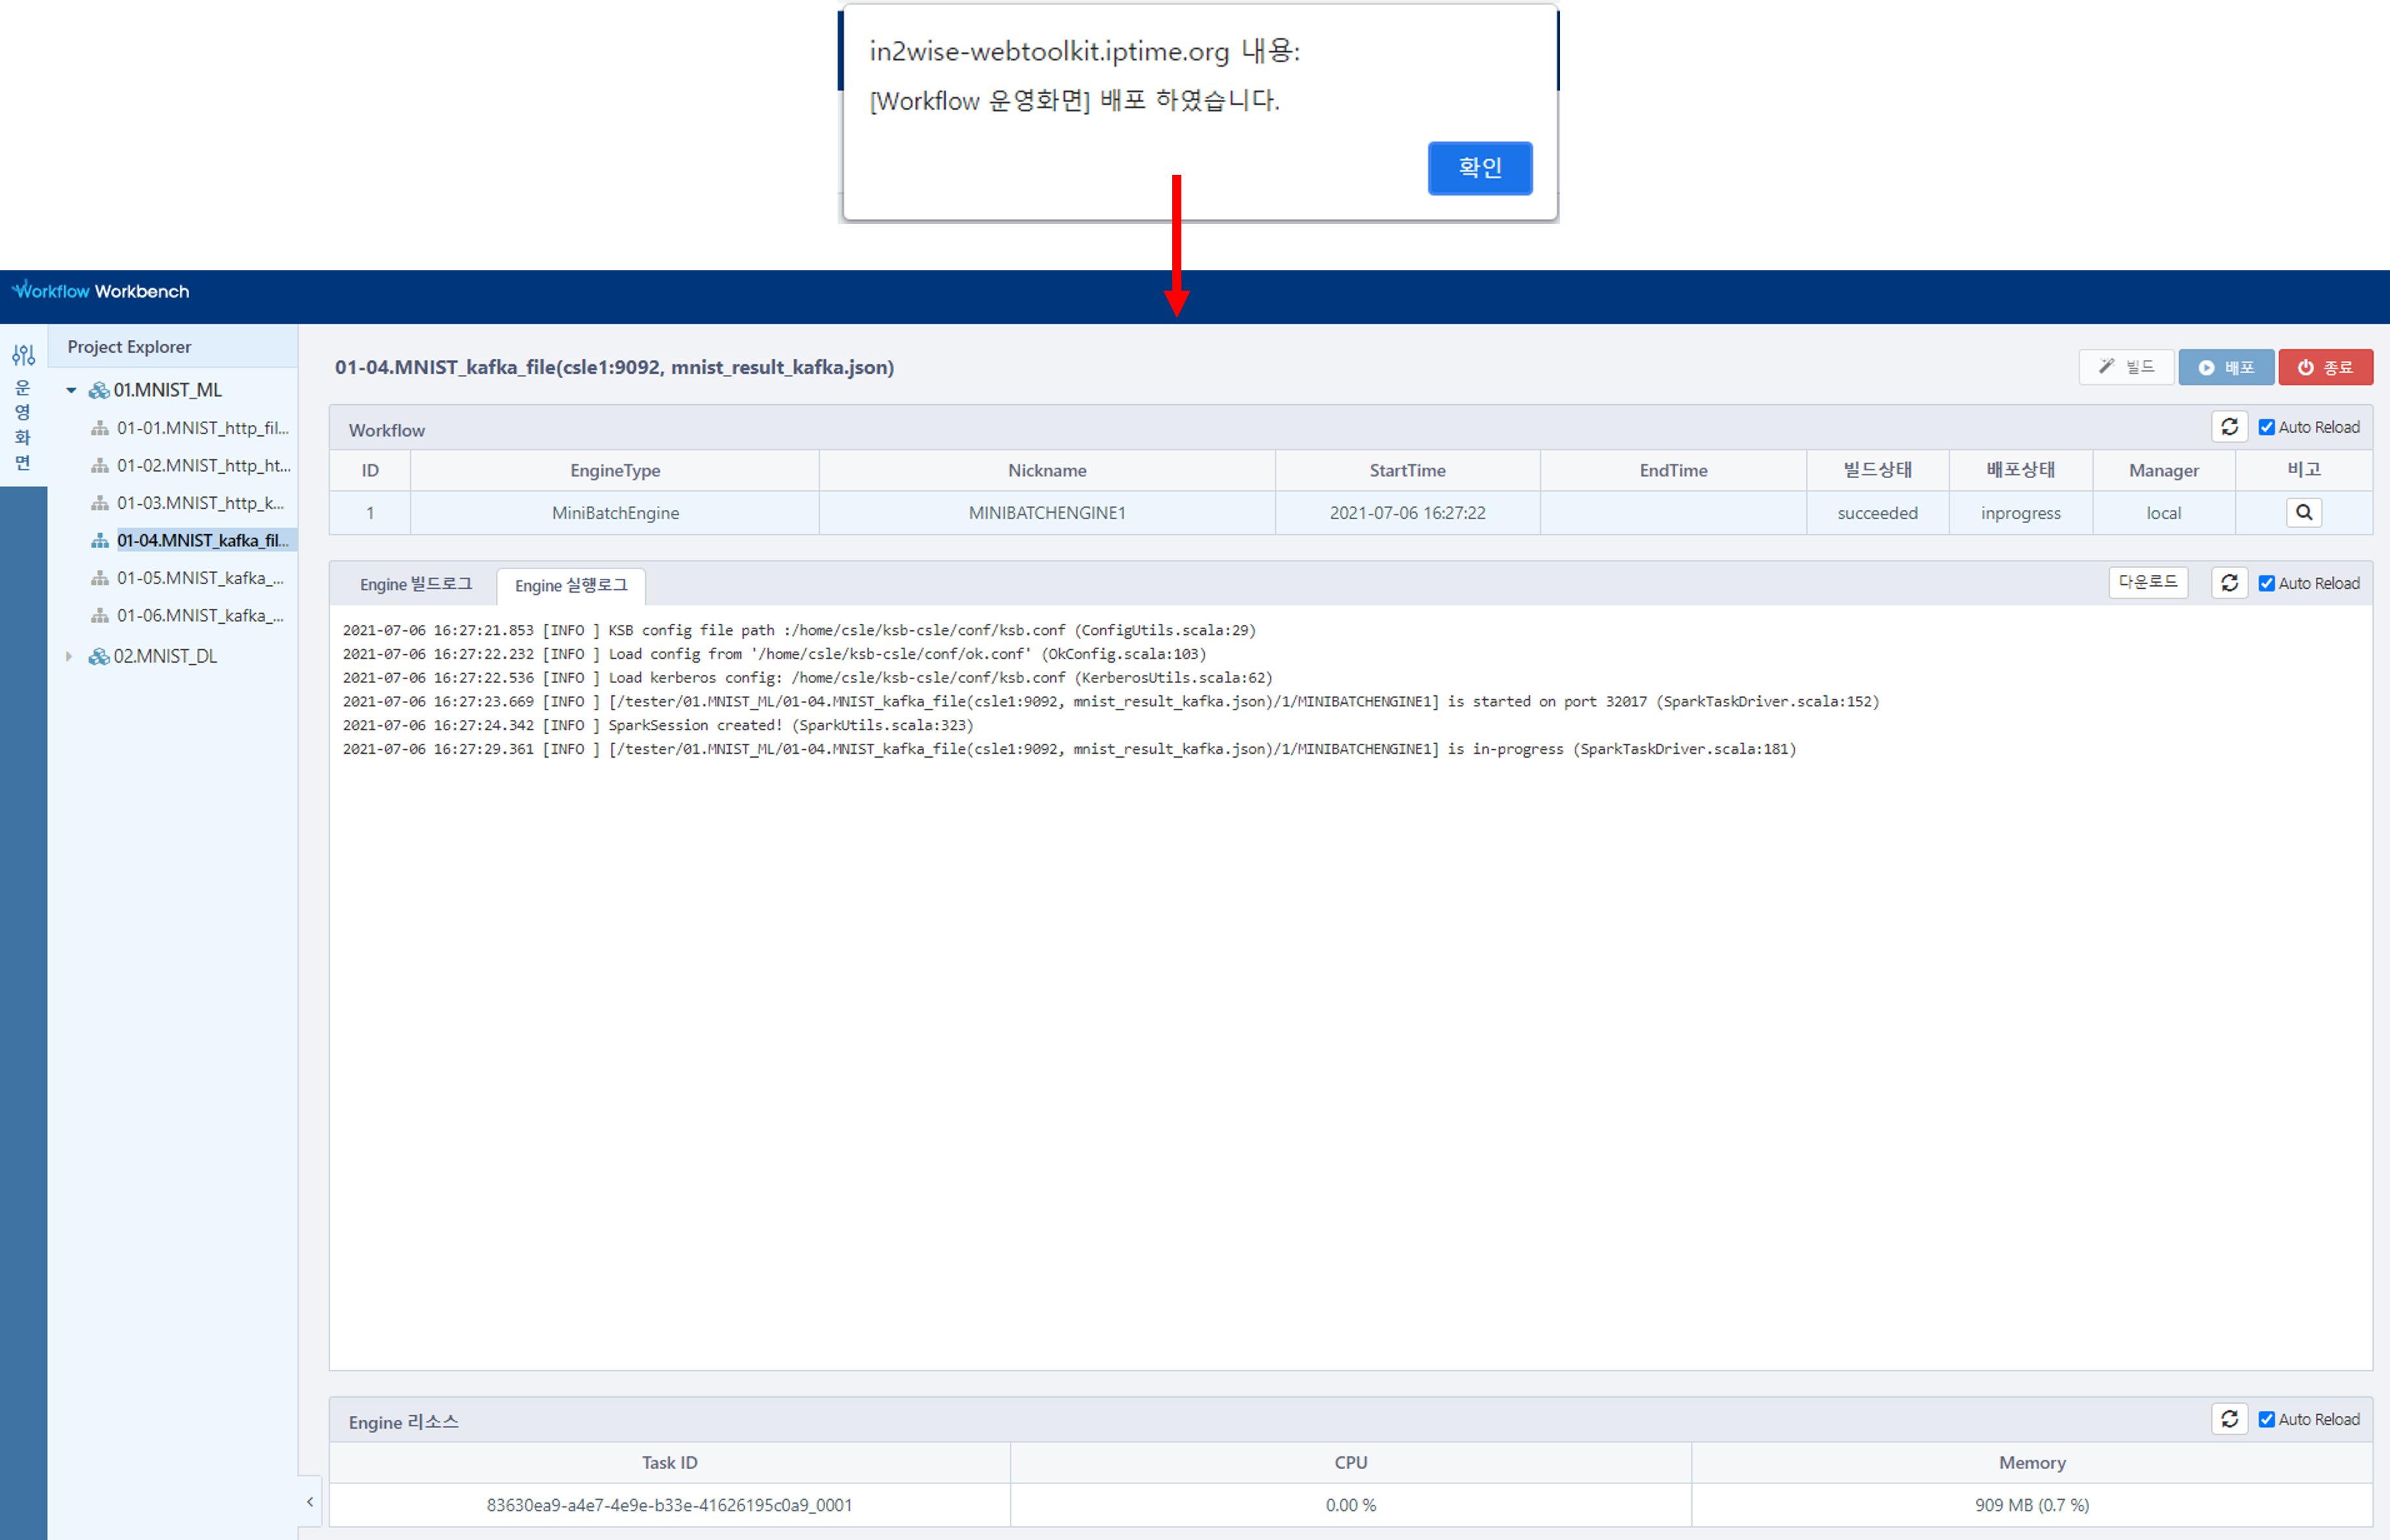 in2wise-webtoolkit.iptime.org 내용:
[Workflow 운영화면] 배포 하였습니다.
확인
Workflow Workbench
운영화면
Project Explorer
01.MNIST_ML
01-01.MNIST_http_fil...
01-02.MNIST_http_ht...
01-03.MNIST_http_k...
01-04.MNIST_kafka_fil...
01-05.MNIST_kafka_...
01-06.MNIST_kafka_...
02.MNIST_DL
01-04.MNIST_kafka_file(csle1:9092, mnist_result_kafka.json)
빌드 배포 종료
Workflow Auto Reload
ID EngineType Nickname StartTime EndTime 빌드상태 배포상태 Manager 비고
1 MiniBatchEngine MINIBATCHENGINE1 2021-07-06 16:27:22 succeeded inprogress local
Engine 빌드로그 Engine 실행로그 다운로드 Auto Reload
2021-07-06 16:27:21.853 [INFO ] KSB config file path :/home/csle/ksb-csle/conf/ksb.conf (ConfigUtils.scala:29)
2021-07-06 16:27:22.232 [INFO ] Load config from '/home/csle/ksb-csle/conf/ok.conf' (OkConfig.scala:103)
2021-07-06 16:27:22.536 [INFO ] Load kerberos config: /home/csle/ksb-csle/conf/ksb.conf (KerberosUtils.scala:62)
2021-07-06 16:27:23.669 [INFO ] [/tester/01.MNIST_ML/01-04.MNIST_kafka_file(csle1:9092, mnist_result_kafka.json)/1/MINIBATCHENGINE1] is started on port 32017 (SparkTaskDriver.scala:152)
2021-07-06 16:27:24.342 [INFO ] SparkSession created! (SparkUtils.scala:323)
2021-07-06 16:27:29.361 [INFO ] [/tester/01.MNIST_ML/01-04.MNIST_kafka_file(csle1:9092, mnist_result_kafka.json)/1/MINIBATCHENGINE1] is in-progress (SparkTaskDriver.scala:181)
Engine 리소스 Auto Reload
Task ID CPU Memory
83630ea9-a4e7-4e9e-b33e-41626195c0a9_0001 0.00 % 909 MB (0.7 %)